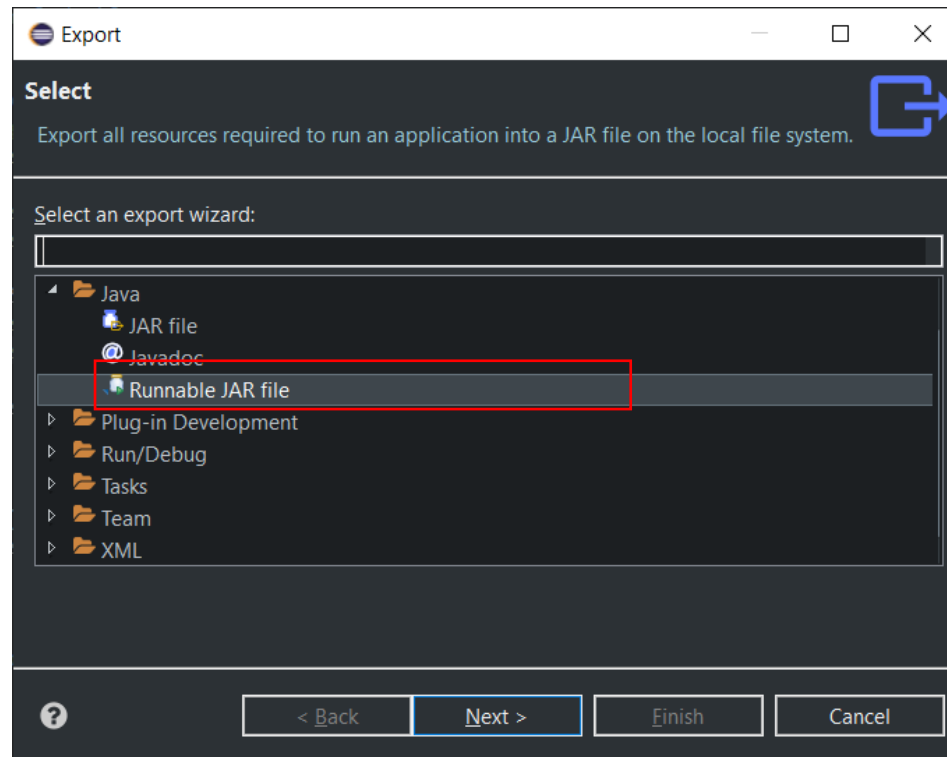 Export
Select
Export all resources required to run an application into a JAR file on the local file system.
Select an export wizard:
Java
JAR file
Javadoc
Runnable JAR file
Plug-in Development
Run/Debug
Tasks
Team
XML
< Back Next > Finish Cancel